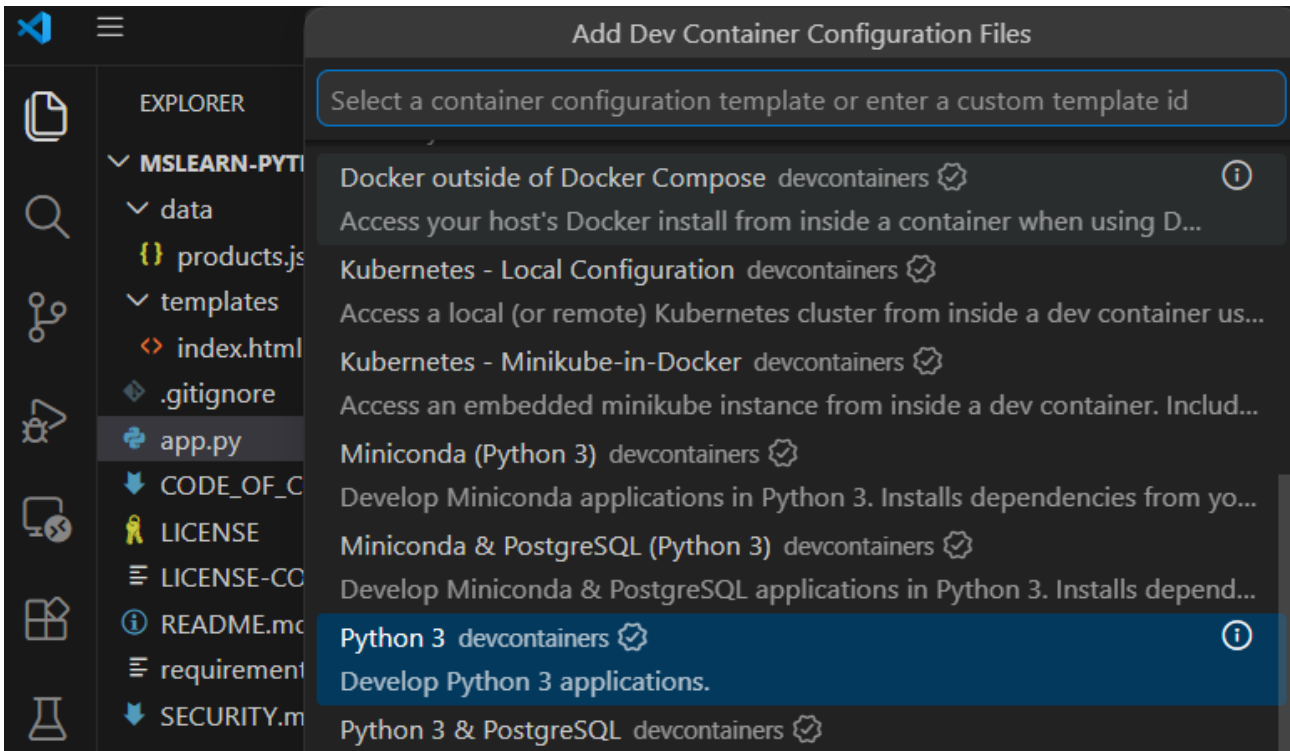 Add Dev Container Configuration Files
Select a container configuration template or enter a custom template id
EXPLORER
MSLEARN-PYT
data
{} products.js
templates
<> index.html
.gitignore
app.py
CODE_OF_C
LICENSE
LICENSE-CO
README.md
requirement
SECURITY.m
Docker outside of Docker Compose devcontainers
Access your host's Docker install from inside a container when using D...
Kubernetes - Local Configuration devcontainers
Access a local (or remote) Kubernetes cluster from inside a dev container us...
Kubernetes - Minikube-in-Docker devcontainers
Access an embedded minikube instance from inside a dev container. Includ...
Miniconda (Python 3) devcontainers
Develop Miniconda applications in Python 3. Installs dependencies from yo...
Miniconda & PostgreSQL (Python 3) devcontainers
Develop Miniconda & PostgreSQL applications in Python 3. Installs depend...
Python 3 devcontainers
Develop Python 3 applications.
Python 3 & PostgreSQL devcontainers